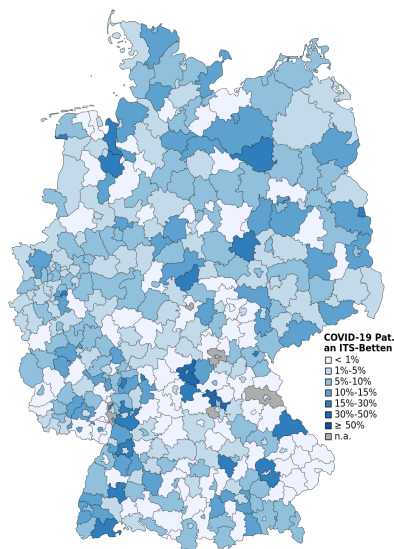 COVID-19 Pat.
an ITS-Betten
< 1%
1%-5%
5%-10%
10%-15%
15%-30%
30%-50%
≥ 50%
n.a.